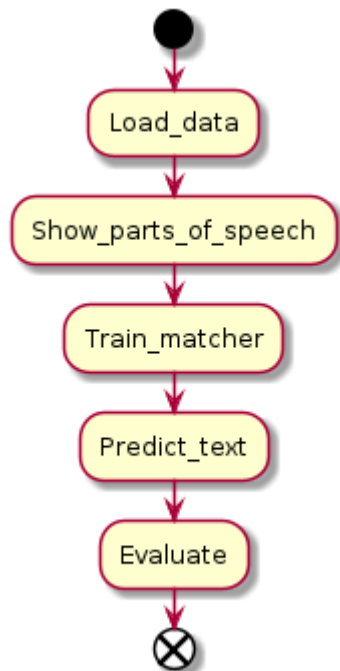 Load_data
Show_parts_of_speech
Train_matcher
Predict_text
Evaluate